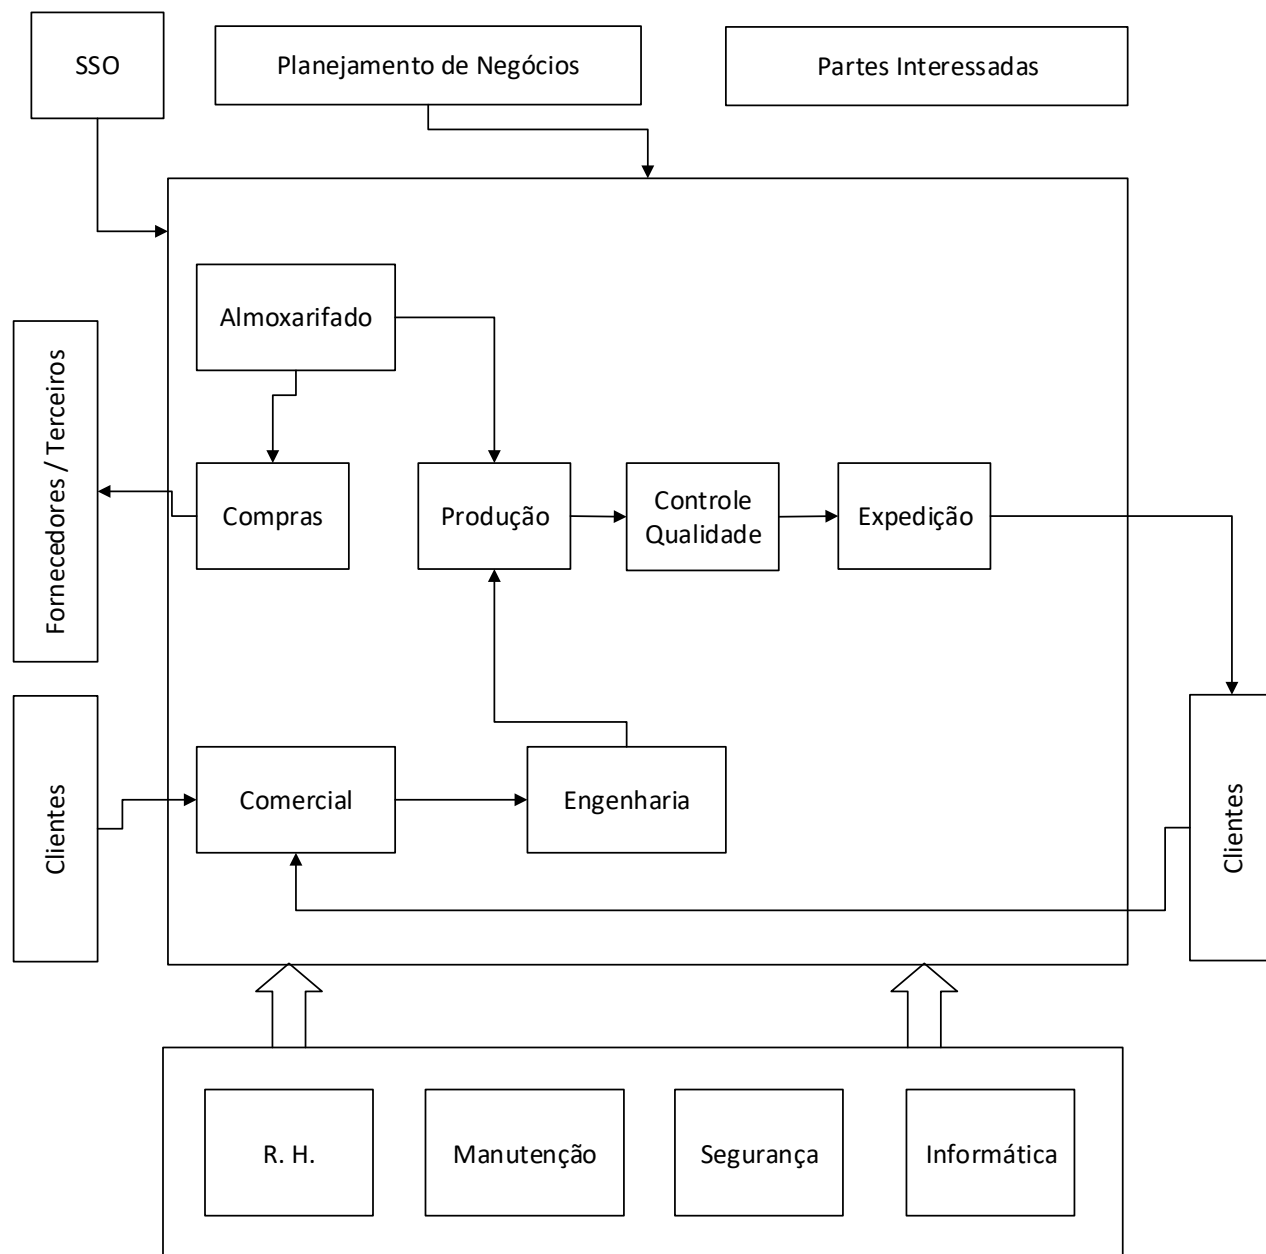 SSO
Planejamento de Negócios
Partes Interessadas
Almoxarifado
Fornecedores / Terceiros
Compras
Produção
Controle
Qualidade
Expedição
Clientes
Comercial
Engenharia
Clientes
R. H.
Manutenção
Segurança
Informática